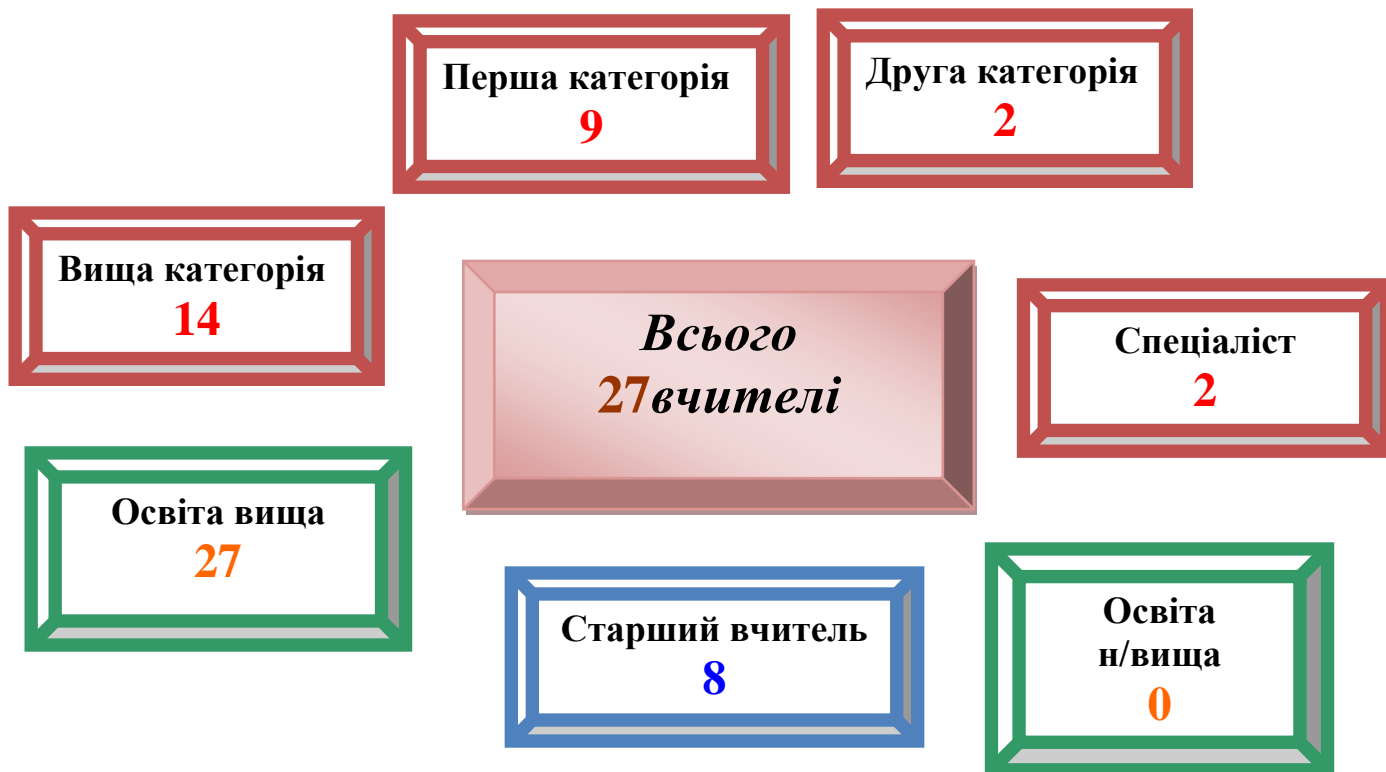 Перша категорія
9
Друга категорія
2
Вища категорія
14
Всього
27вчителі
Спеціаліст
2
Освіта вища
27
Старший вчитель
8
Освіта
н/вища
0